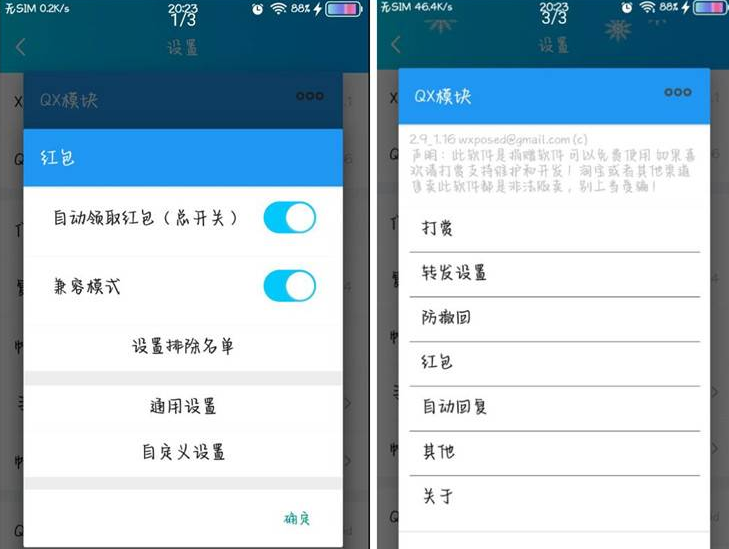 无SIM 0.2K/s
20:23
88%
1/3
设置
X
QX模块
红包
自动领取红包（总开关）
兼容模式
设置排除名单
通用设置
自定义设置
确定
无SIM 46.4K/s
20:23
88%
3/3
设置
QX模块
2.9_1.16 wxposed@gmail.com (c)
声明：此软件是捐赠软件 可以免费使用 如果喜
欢请打赏支持维护和开发！淘宝或者其他渠道
售卖此软件都是非法贩卖，别上当受骗！
打赏
转发设置
防撤回
红包
自动回复
其他
关于